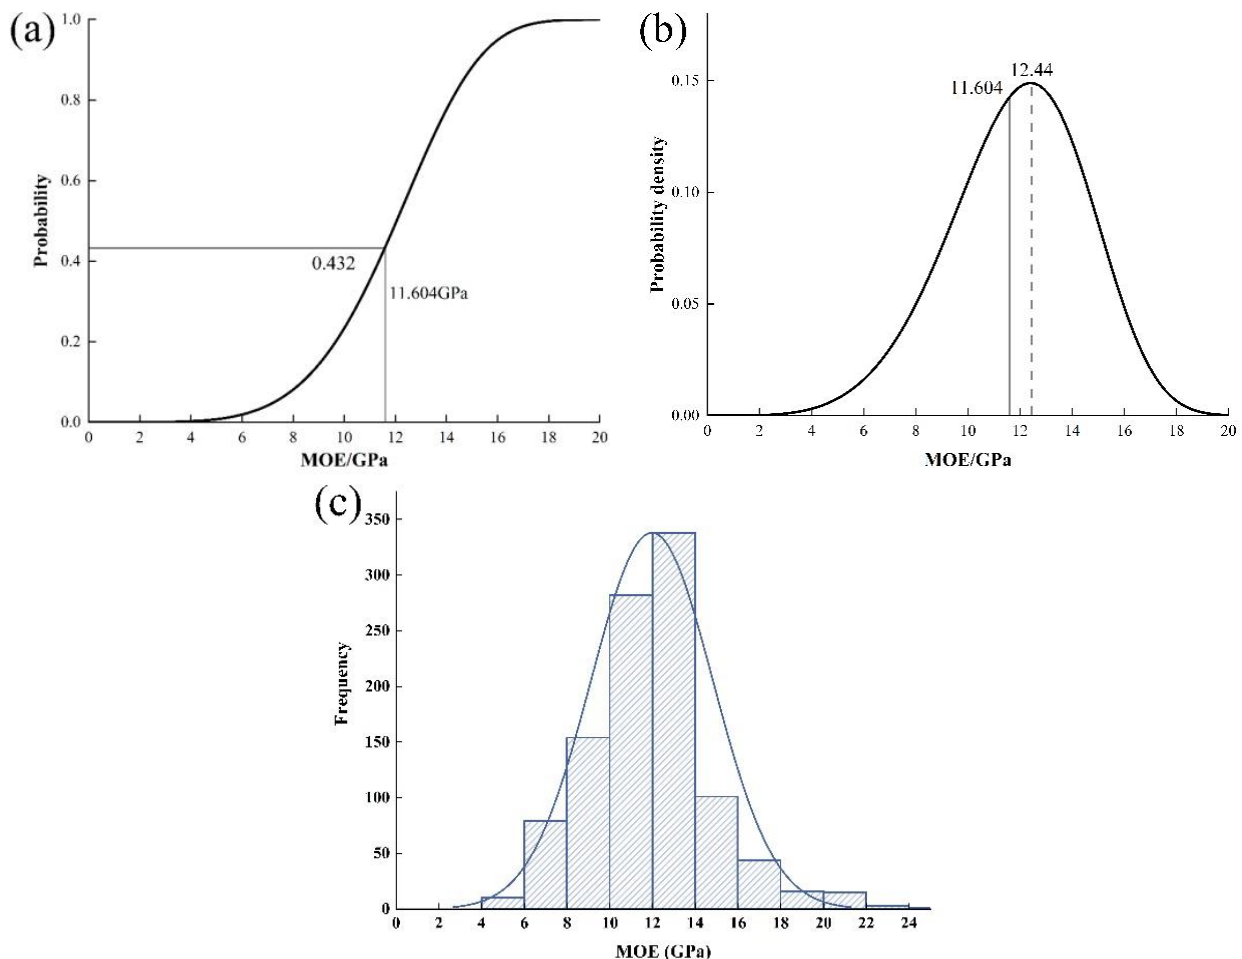 (a)
1.0
0.8
0.6
0.4
0.2
0.0
Probability
0.432
11.604GPa
0 2 4 6 8 10 12 14 16 18 20
MOE/GPa
(b)
0.15
0.10
0.05
0.00
Probability density
12.44
11.604
0 2 4 6 8 10 12 14 16 18 20
MOE/GPa
(c)
350
300
250
200
150
100
50
0
Frequency
0 2 4 6 8 10 12 14 16 18 20 22 24
MOE (GPa)